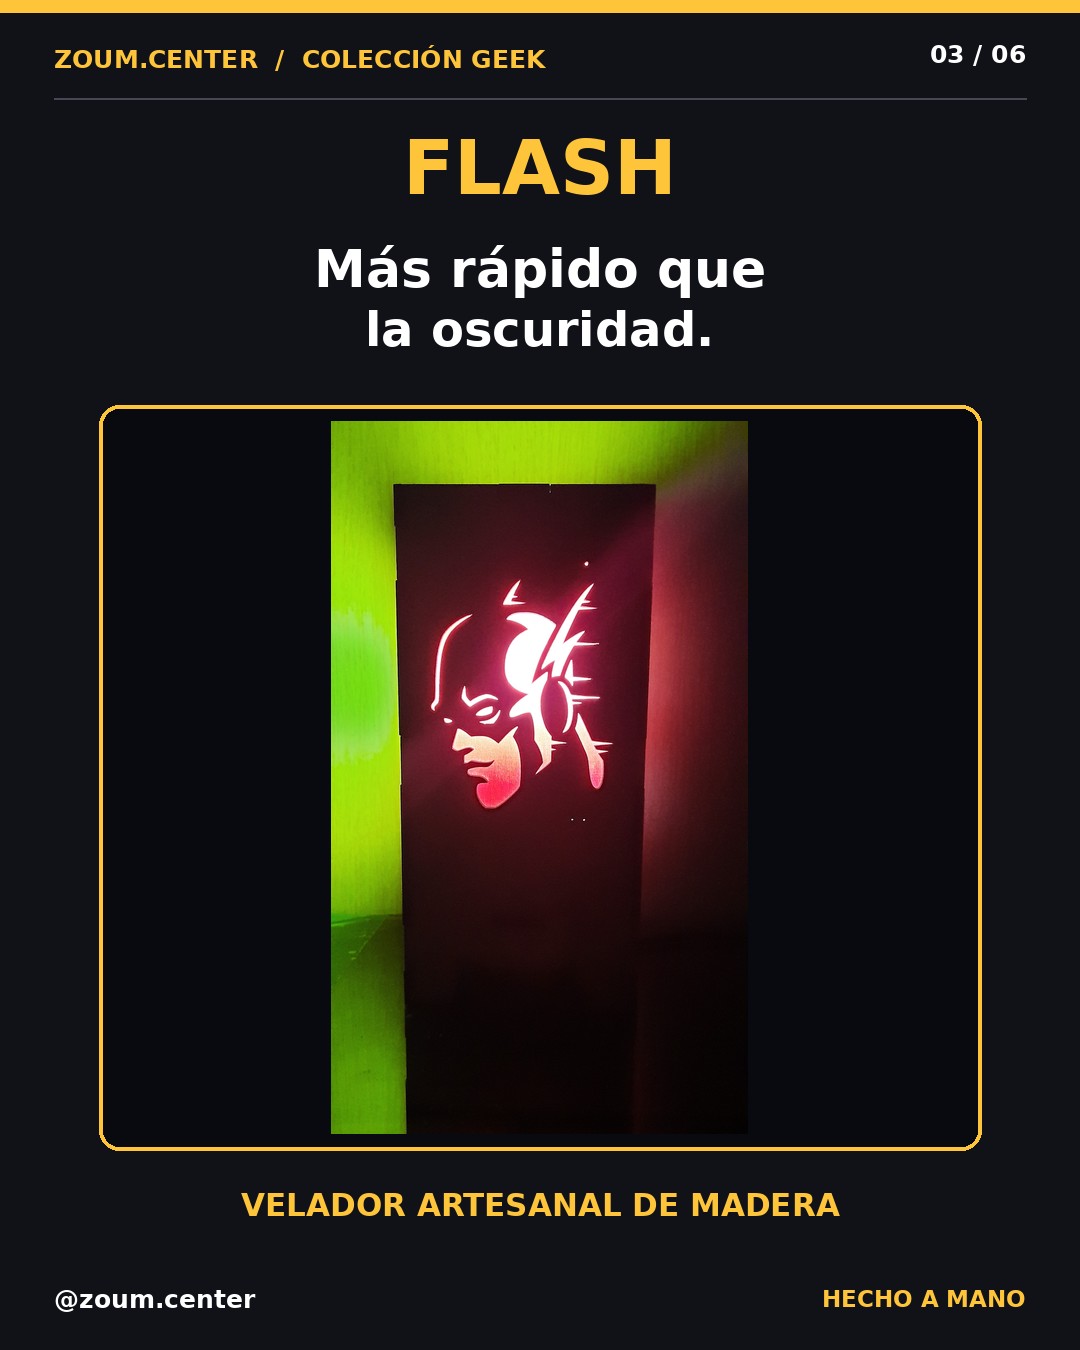 ZOUM.CENTER / COLECCIÓN GEEK
03 / 06
FLASH
Más rápido que
la oscuridad.
VELADOR ARTESANAL DE MADERA
@zoum.center
HECHO A MANO